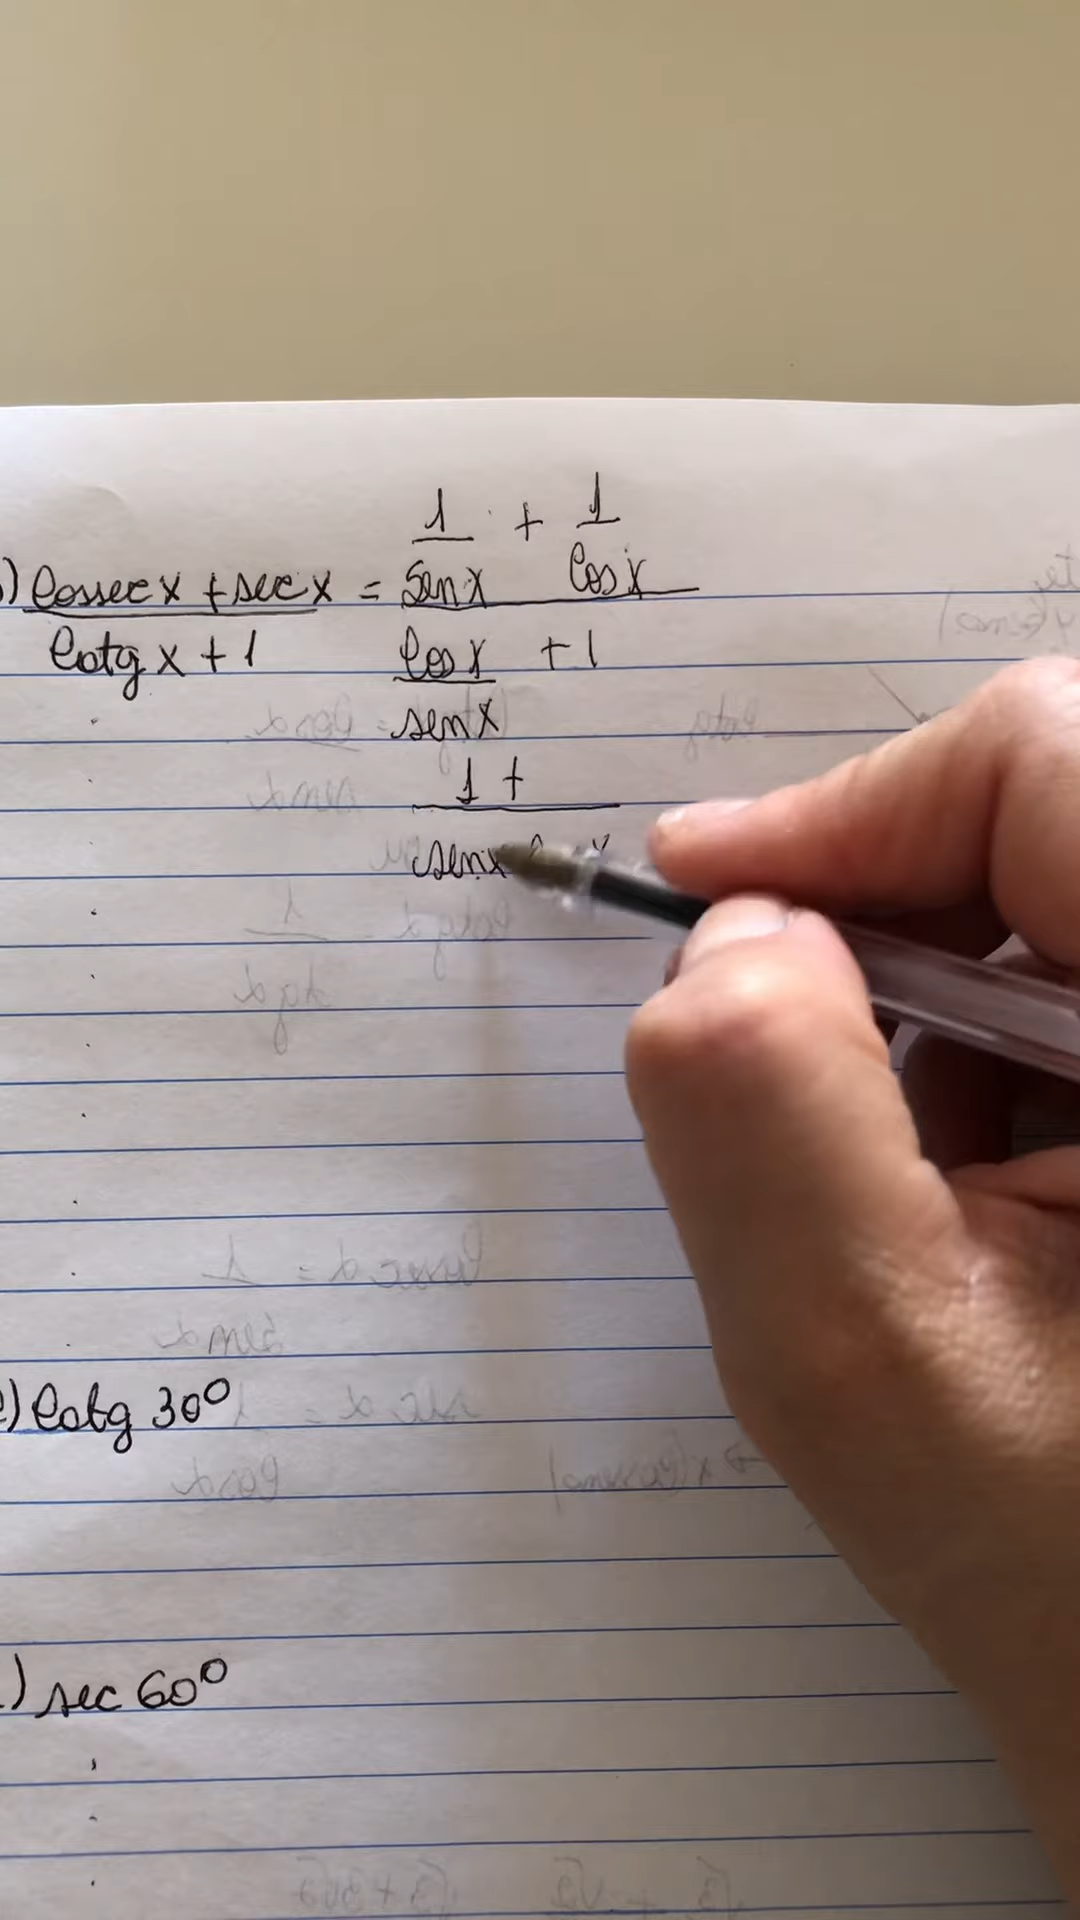 1 + 1
) cossec x + sec x = sen x cos x
cotg x + 1 cos x + 1
sen x
1 +
sen x
) cotg 30°
) sec 60°